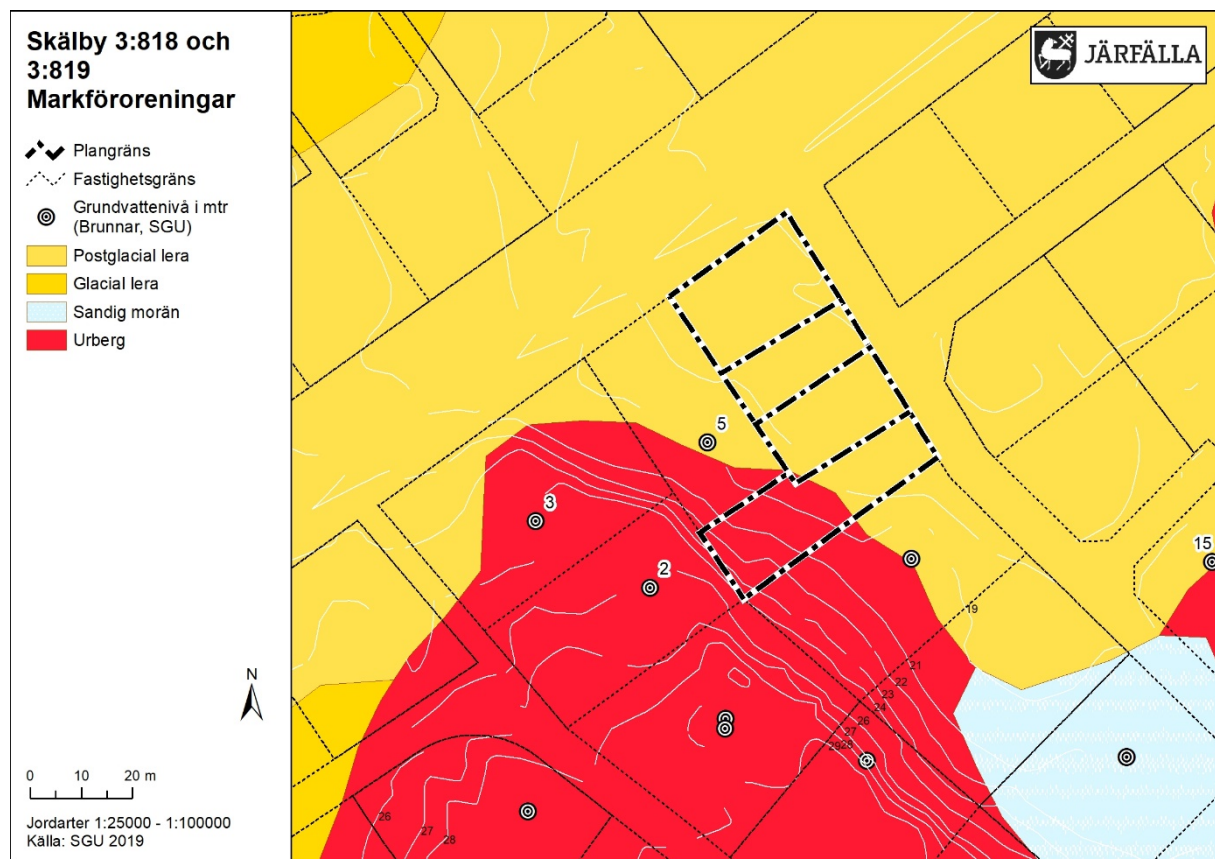 Skälby 3:818 och
3:819
Markföroreningar
Plangräns
Fastighetsgräns
Grundvattenivå i mtr
(Brunnar, SGU)
Postglacial lera
Glacial lera
Sandig morän
Urberg
N
0 10 20 m
Jordarter 1:25000 - 1:100000
Källa: SGU 2019
JÄRFÄLLA
5
3
2
15
19
21
22
23
24
26
27
28
29
26
27
28